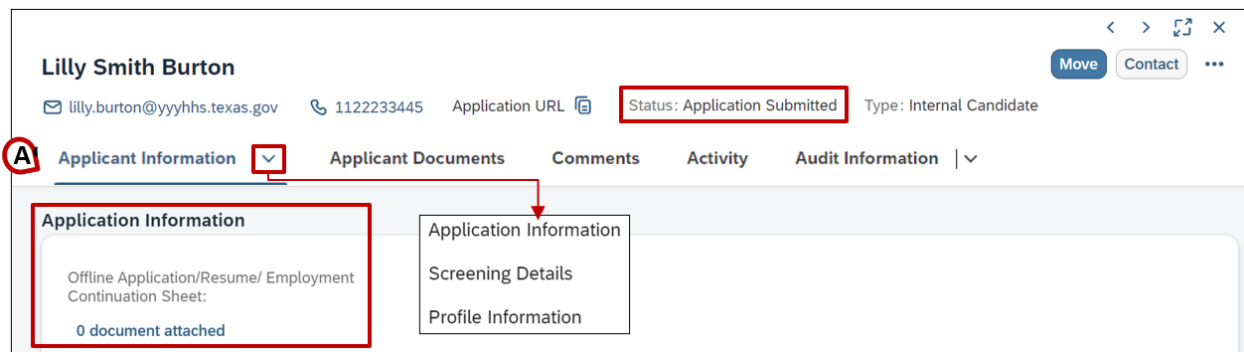 Lilly Smith Burton
Move
Contact
lilly.burton@yyyhhs.texas.gov
1122233445
Application URL
Status: Application Submitted
Type: Internal Candidate
A
Applicant Information
Applicant Documents
Comments
Activity
Audit Information
Application Information
Offline Application/Resume/ Employment
Continuation Sheet:
0 document attached
Application Information
Screening Details
Profile Information